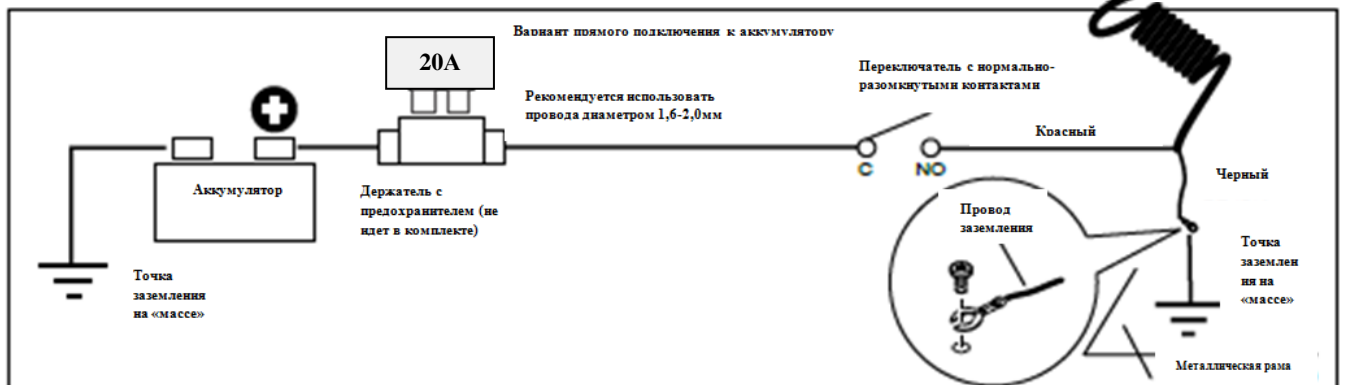 Вариант прямого подключения к аккумулятору
20А
Рекомендуется использовать
провода диаметром 1,6-2,0мм
Переключатель с нормально-
разомкнутыми контактами
Красный
C
NO
Черный
Аккумулятор
Держатель с
предохранителем (не
идет в комплекте)
Провод
заземления
Точка
заземления
на «массе»
Точка
заземлен
ия на
«массе»
Металлическая рама